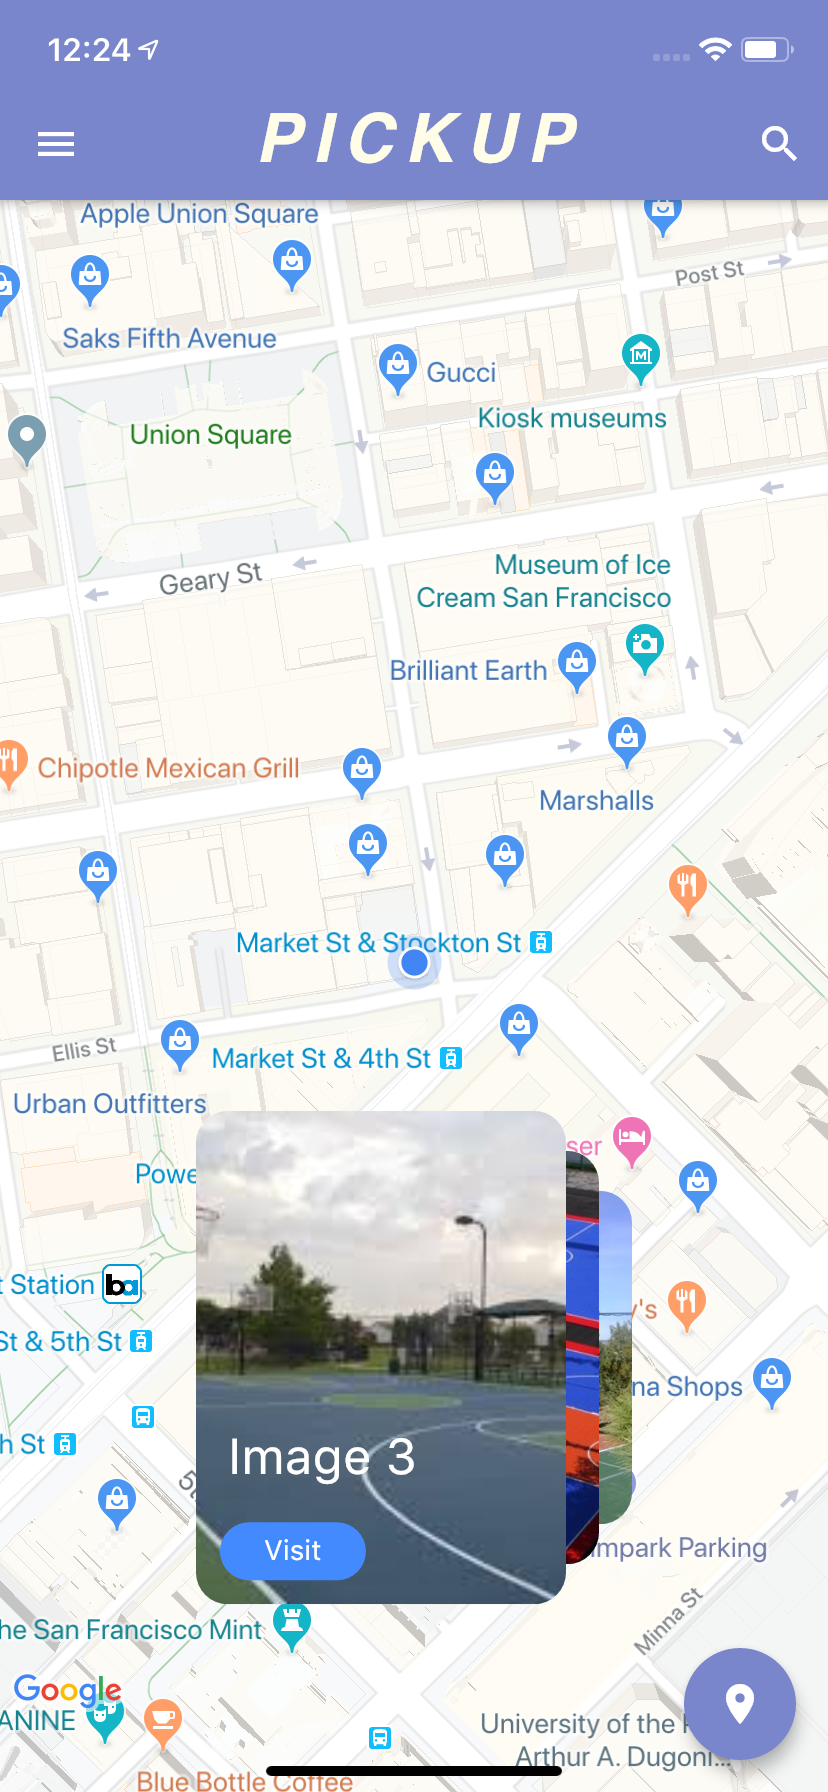 12:24
PICKUP
Apple Union Square
Post St
Saks Fifth Avenue
Gucci
M
Kiosk museums
Union Square
Museum of Ice
Cream San Francisco
Geary St
Brilliant Earth
Chipotle Mexican Grill
Marshalls
Market St & Stockton St
Ellis St
Market St & 4th St
Urban Outfitters
ser
Powe
t Station ba
y's
St & 5th St
na Shops
h St
Image 3
Visit
mpark Parking
Minna St
he San Francisco Mint
Google
ANINE
University of the
Arthur A. Dugoni...
Blue Bottle Coffee